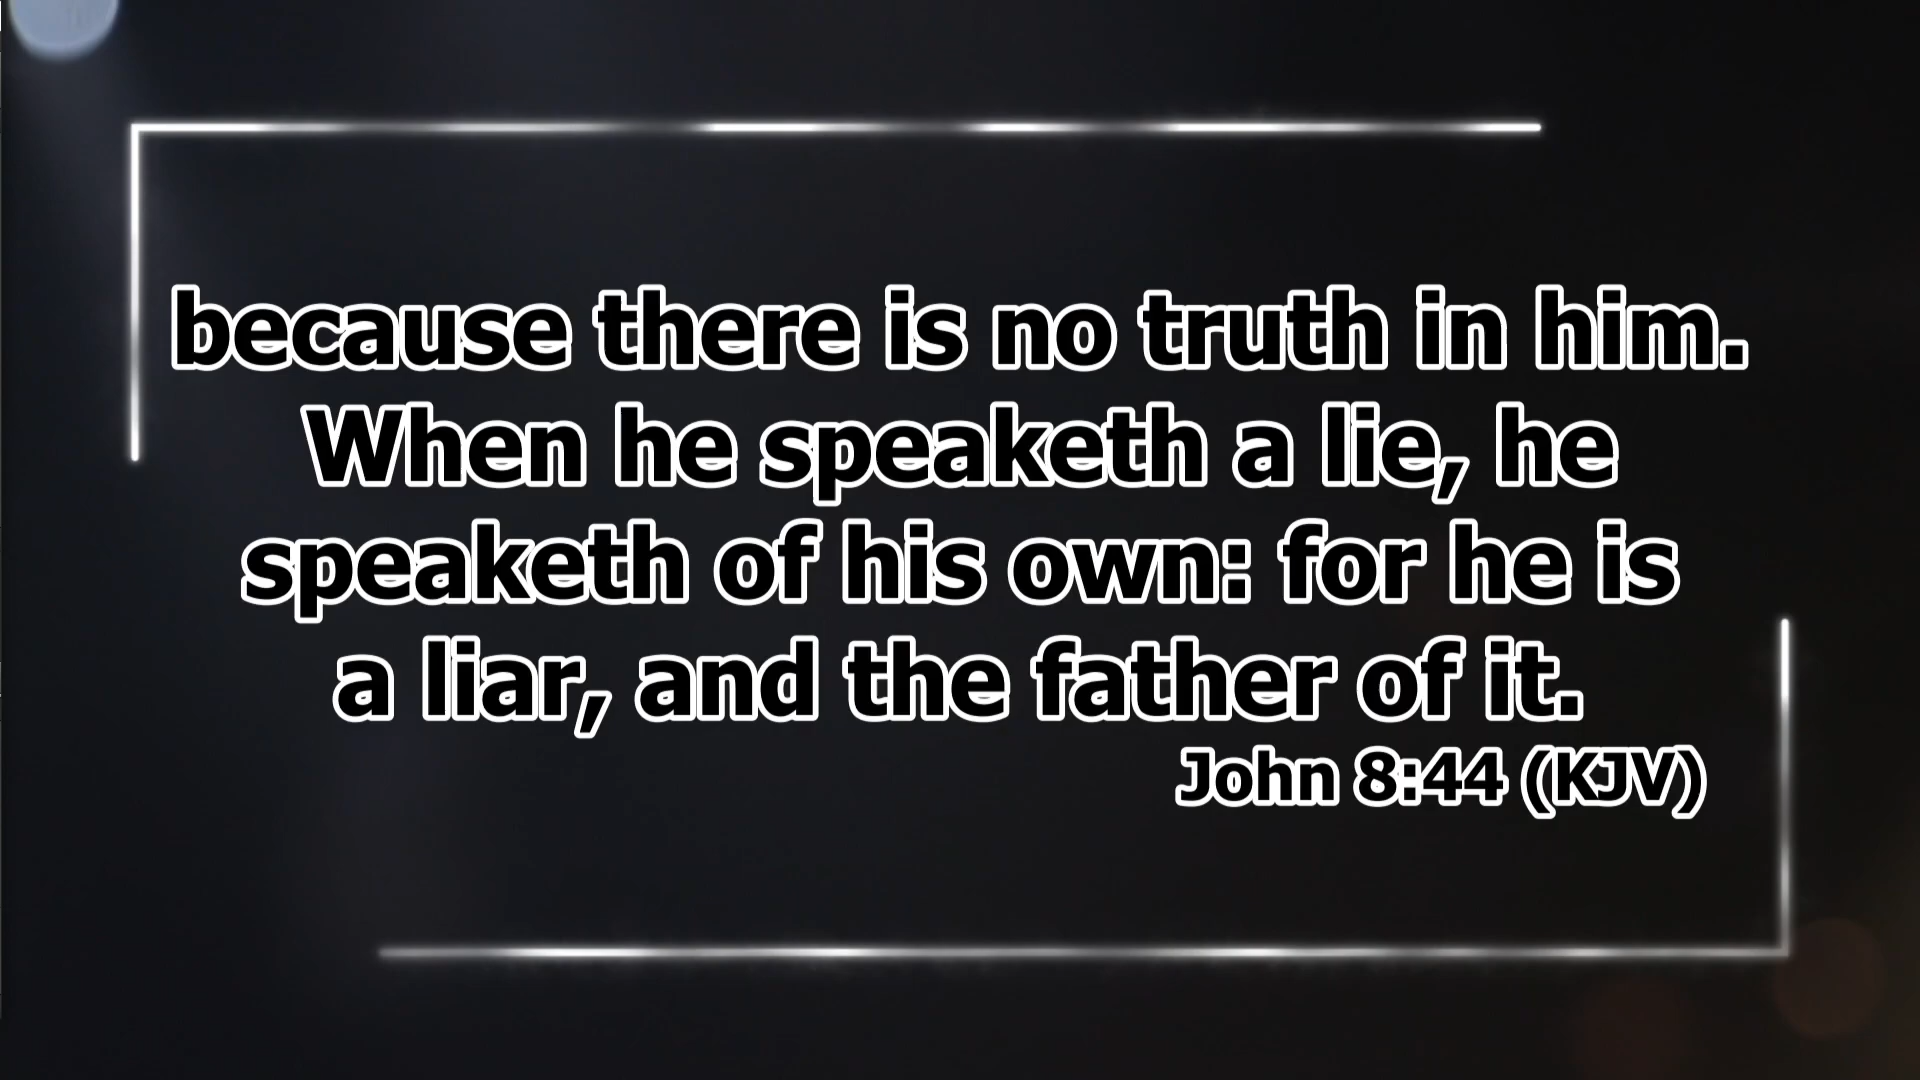 because there is no truth in him.
When he speaketh a lie, he
speaketh of his own: for he is
a liar, and the father of it.
John 8:44 (KJV)